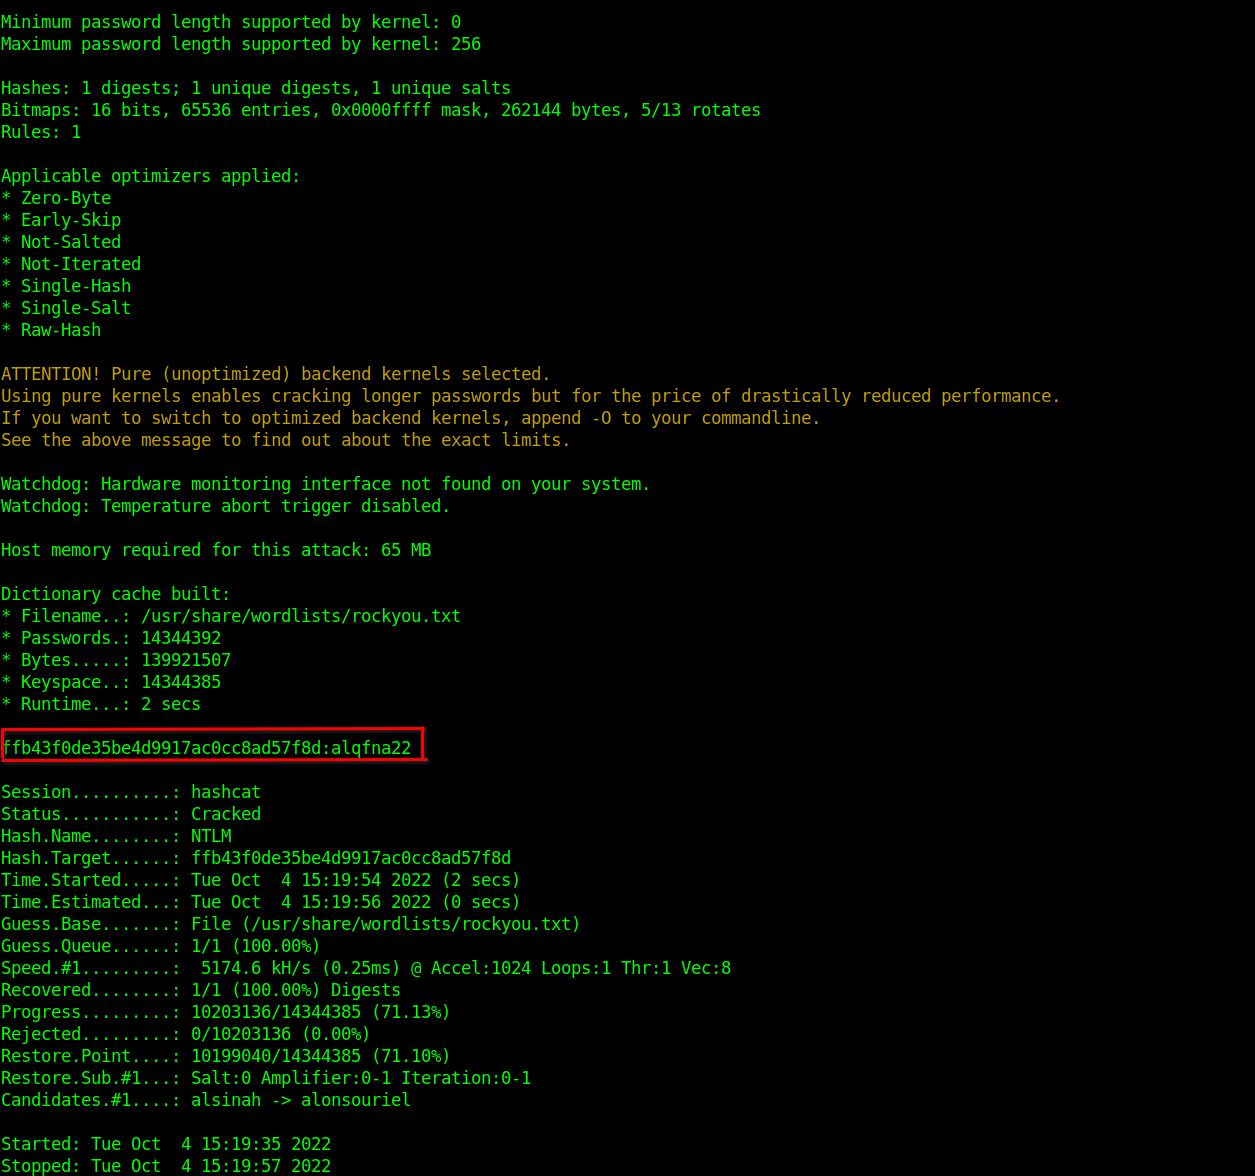 Minimum password length supported by kernel: 0
Maximum password length supported by kernel: 256
Hashes: 1 digests; 1 unique digests, 1 unique salts
Bitmaps: 16 bits, 65536 entries, 0x0000ffff mask, 262144 bytes, 5/13 rotates
Rules: 1
Applicable optimizers applied:
* Zero-Byte
* Early-Skip
* Not-Salted
* Not-Iterated
* Single-Hash
* Single-Salt
* Raw-Hash
ATTENTION! Pure (unoptimized) backend kernels selected.
Using pure kernels enables cracking longer passwords but for the price of drastically reduced performance.
If you want to switch to optimized backend kernels, append -O to your commandline.
See the above message to find out about the exact limits.
Watchdog: Hardware monitoring interface not found on your system.
Watchdog: Temperature abort trigger disabled.
Host memory required for this attack: 65 MB
Dictionary cache built:
* Filename..: /usr/share/wordlists/rockyou.txt
* Passwords.: 14344392
* Bytes.....: 139921507
* Keyspace..: 14344385
* Runtime...: 2 secs
ffb43f0de35be4d9917ac0cc8ad57f8d:alqfna22
Session..........: hashcat
Status...........: Cracked
Hash.Name........: NTLM
Hash.Target......: ffb43f0de35be4d9917ac0cc8ad57f8d
Time.Started.....: Tue Oct  4 15:19:54 2022 (2 secs)
Time.Estimated...: Tue Oct  4 15:19:56 2022 (0 secs)
Guess.Base.......: File (/usr/share/wordlists/rockyou.txt)
Guess.Queue......: 1/1 (100.00%)
Speed.#1.........:  5174.6 kH/s (0.25ms) @ Accel:1024 Loops:1 Thr:1 Vec:8
Recovered........: 1/1 (100.00%) Digests
Progress.........: 10203136/14344385 (71.13%)
Rejected.........: 0/10203136 (0.00%)
Restore.Point....: 10199040/14344385 (71.10%)
Restore.Sub.#1...: Salt:0 Amplifier:0-1 Iteration:0-1
Candidates.#1....: alsinah -> alonsouriel
Started: Tue Oct  4 15:19:35 2022
Stopped: Tue Oct  4 15:19:57 2022